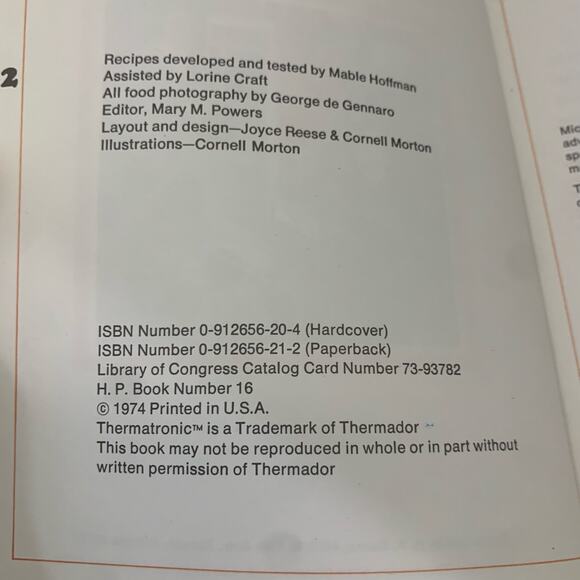 2
Recipes developed and tested by Mable Hoffman
Assisted by Lorine Craft
All food photography by George de Gennaro
Editor, Mary M. Powers
Layout and design—Joyce Reese & Cornell Morton
Illustrations—Cornell Morton
ISBN Number 0-912656-20-4 (Hardcover)
ISBN Number 0-912656-21-2 (Paperback)
Library of Congress Catalog Card Number 73-93782
H. P. Book Number 16
© 1974 Printed in U.S.A.
Thermatronic™ is a Trademark of Thermador
This book may not be reproduced in whole or in part without
written permission of Thermador